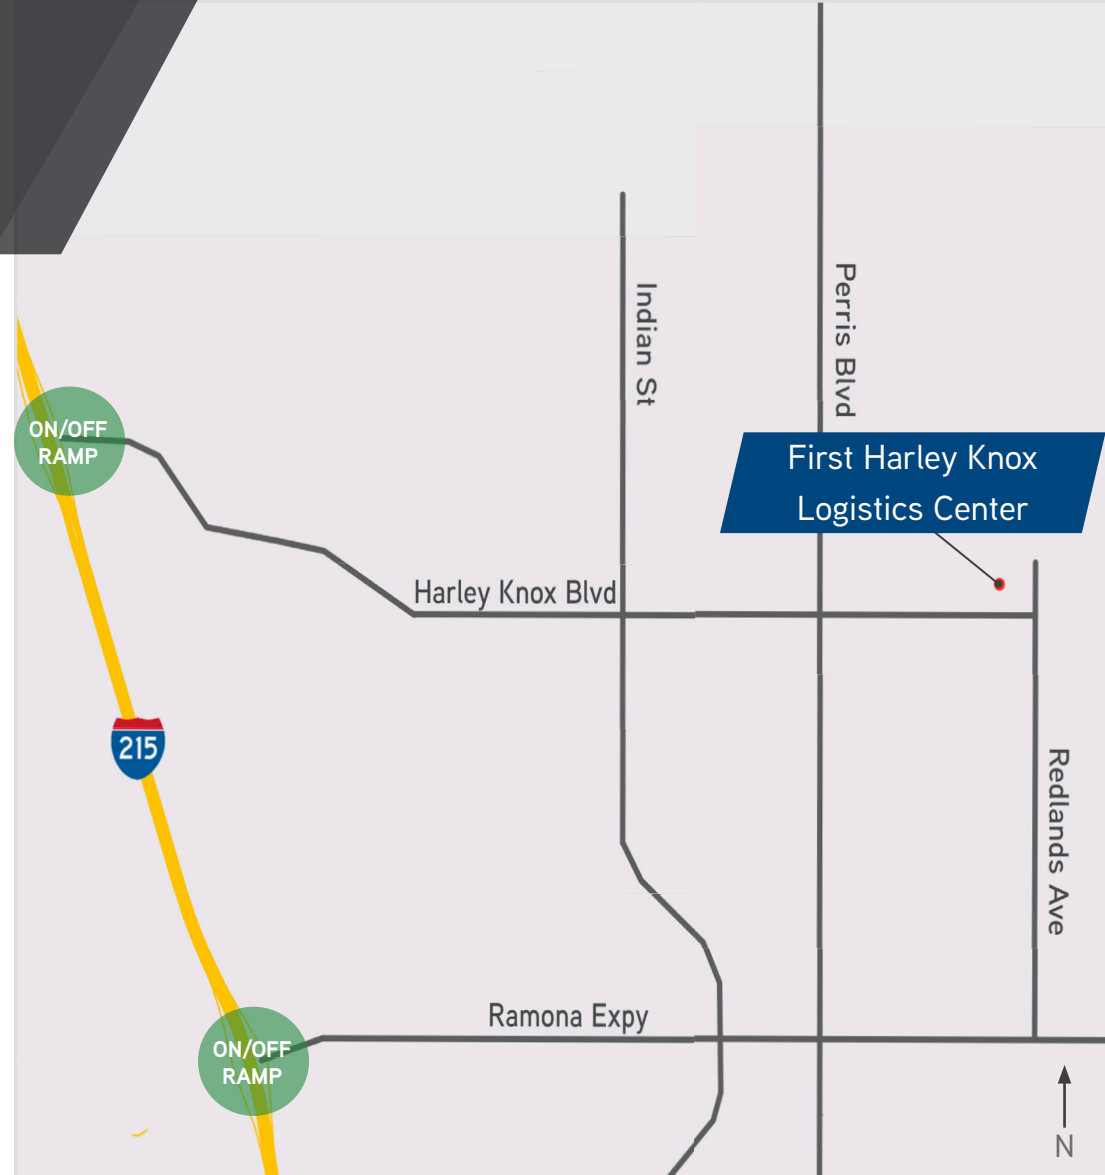 Indian St
Perris Blvd
ON/OFF
RAMP
First Harley Knox
Logistics Center
Harley Knox Blvd
215
Redlands Ave
Ramona Expy
ON/OFF
RAMP
N